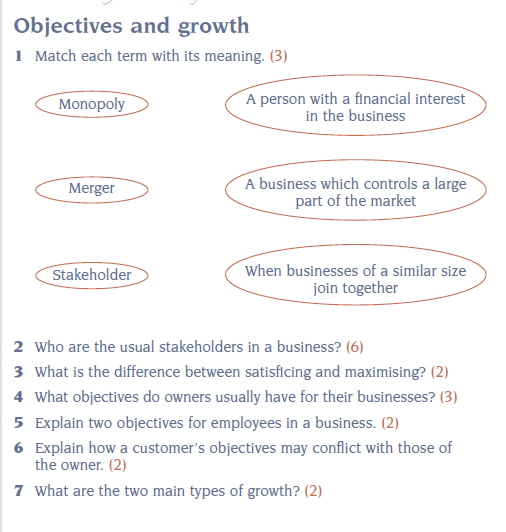 Objectives and growth
1 Match each term with its meaning. (3)
Monopoly
A person with a financial interest
in the business
Merger
A business which controls a large
part of the market
Stakeholder
When businesses of a similar size
join together
2 Who are the usual stakeholders in a business? (6)
3 What is the difference between satisficing and maximising? (2)
4 What objectives do owners usually have for their businesses? (3)
5 Explain two objectives for employees in a business. (2)
6 Explain how a customer's objectives may conflict with those of
the owner. (2)
7 What are the two main types of growth? (2)